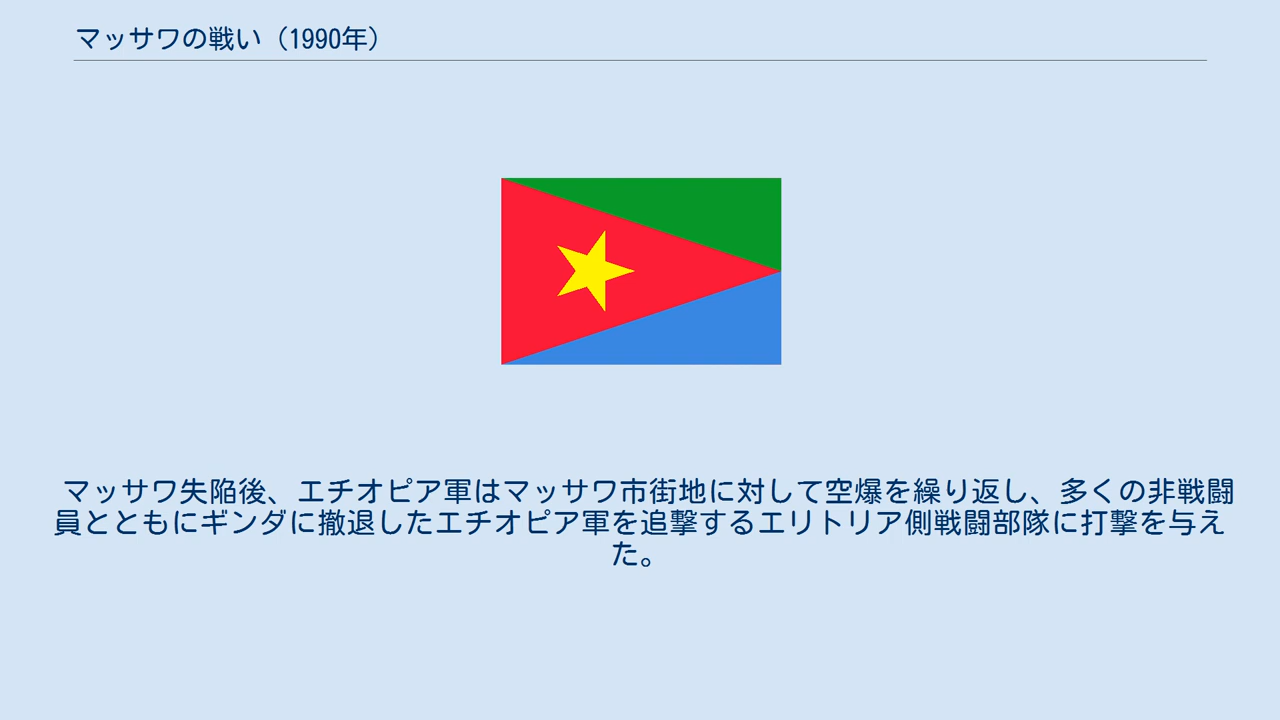 マッサワの戦い（1990年）
マッサワ失陥後、エチオピア軍はマッサワ市街地に対して空爆を繰り返し、多くの非戦闘
員とともにギンダに撤退したエチオピア軍を追撃するエリトリア側戦闘部隊に打撃を与え
た。